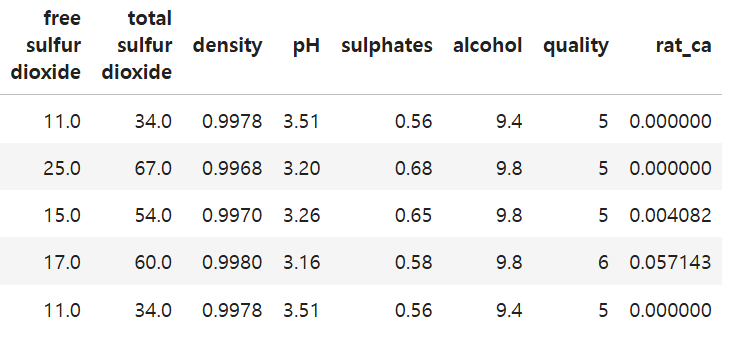 free sulfur dioxide total sulfur dioxide density pH sulphates alcohol quality rat_ca
11.0 34.0 0.9978 3.51 0.56 9.4 5 0.000000
25.0 67.0 0.9968 3.20 0.68 9.8 5 0.000000
15.0 54.0 0.9970 3.26 0.65 9.8 5 0.004082
17.0 60.0 0.9980 3.16 0.58 9.8 6 0.057143
11.0 34.0 0.9978 3.51 0.56 9.4 5 0.000000